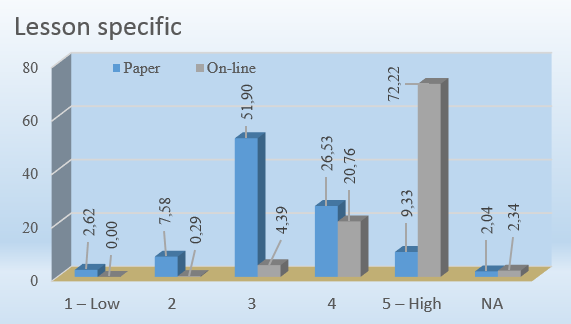 Lesson specific
Paper On-line
80
60
40
20
0
2,62 0,00 7,58 0,29 51,90 4,39 26,53 20,76 9,33 72,22 2,04 2,34
1 – Low 2 3 4 5 – High NA